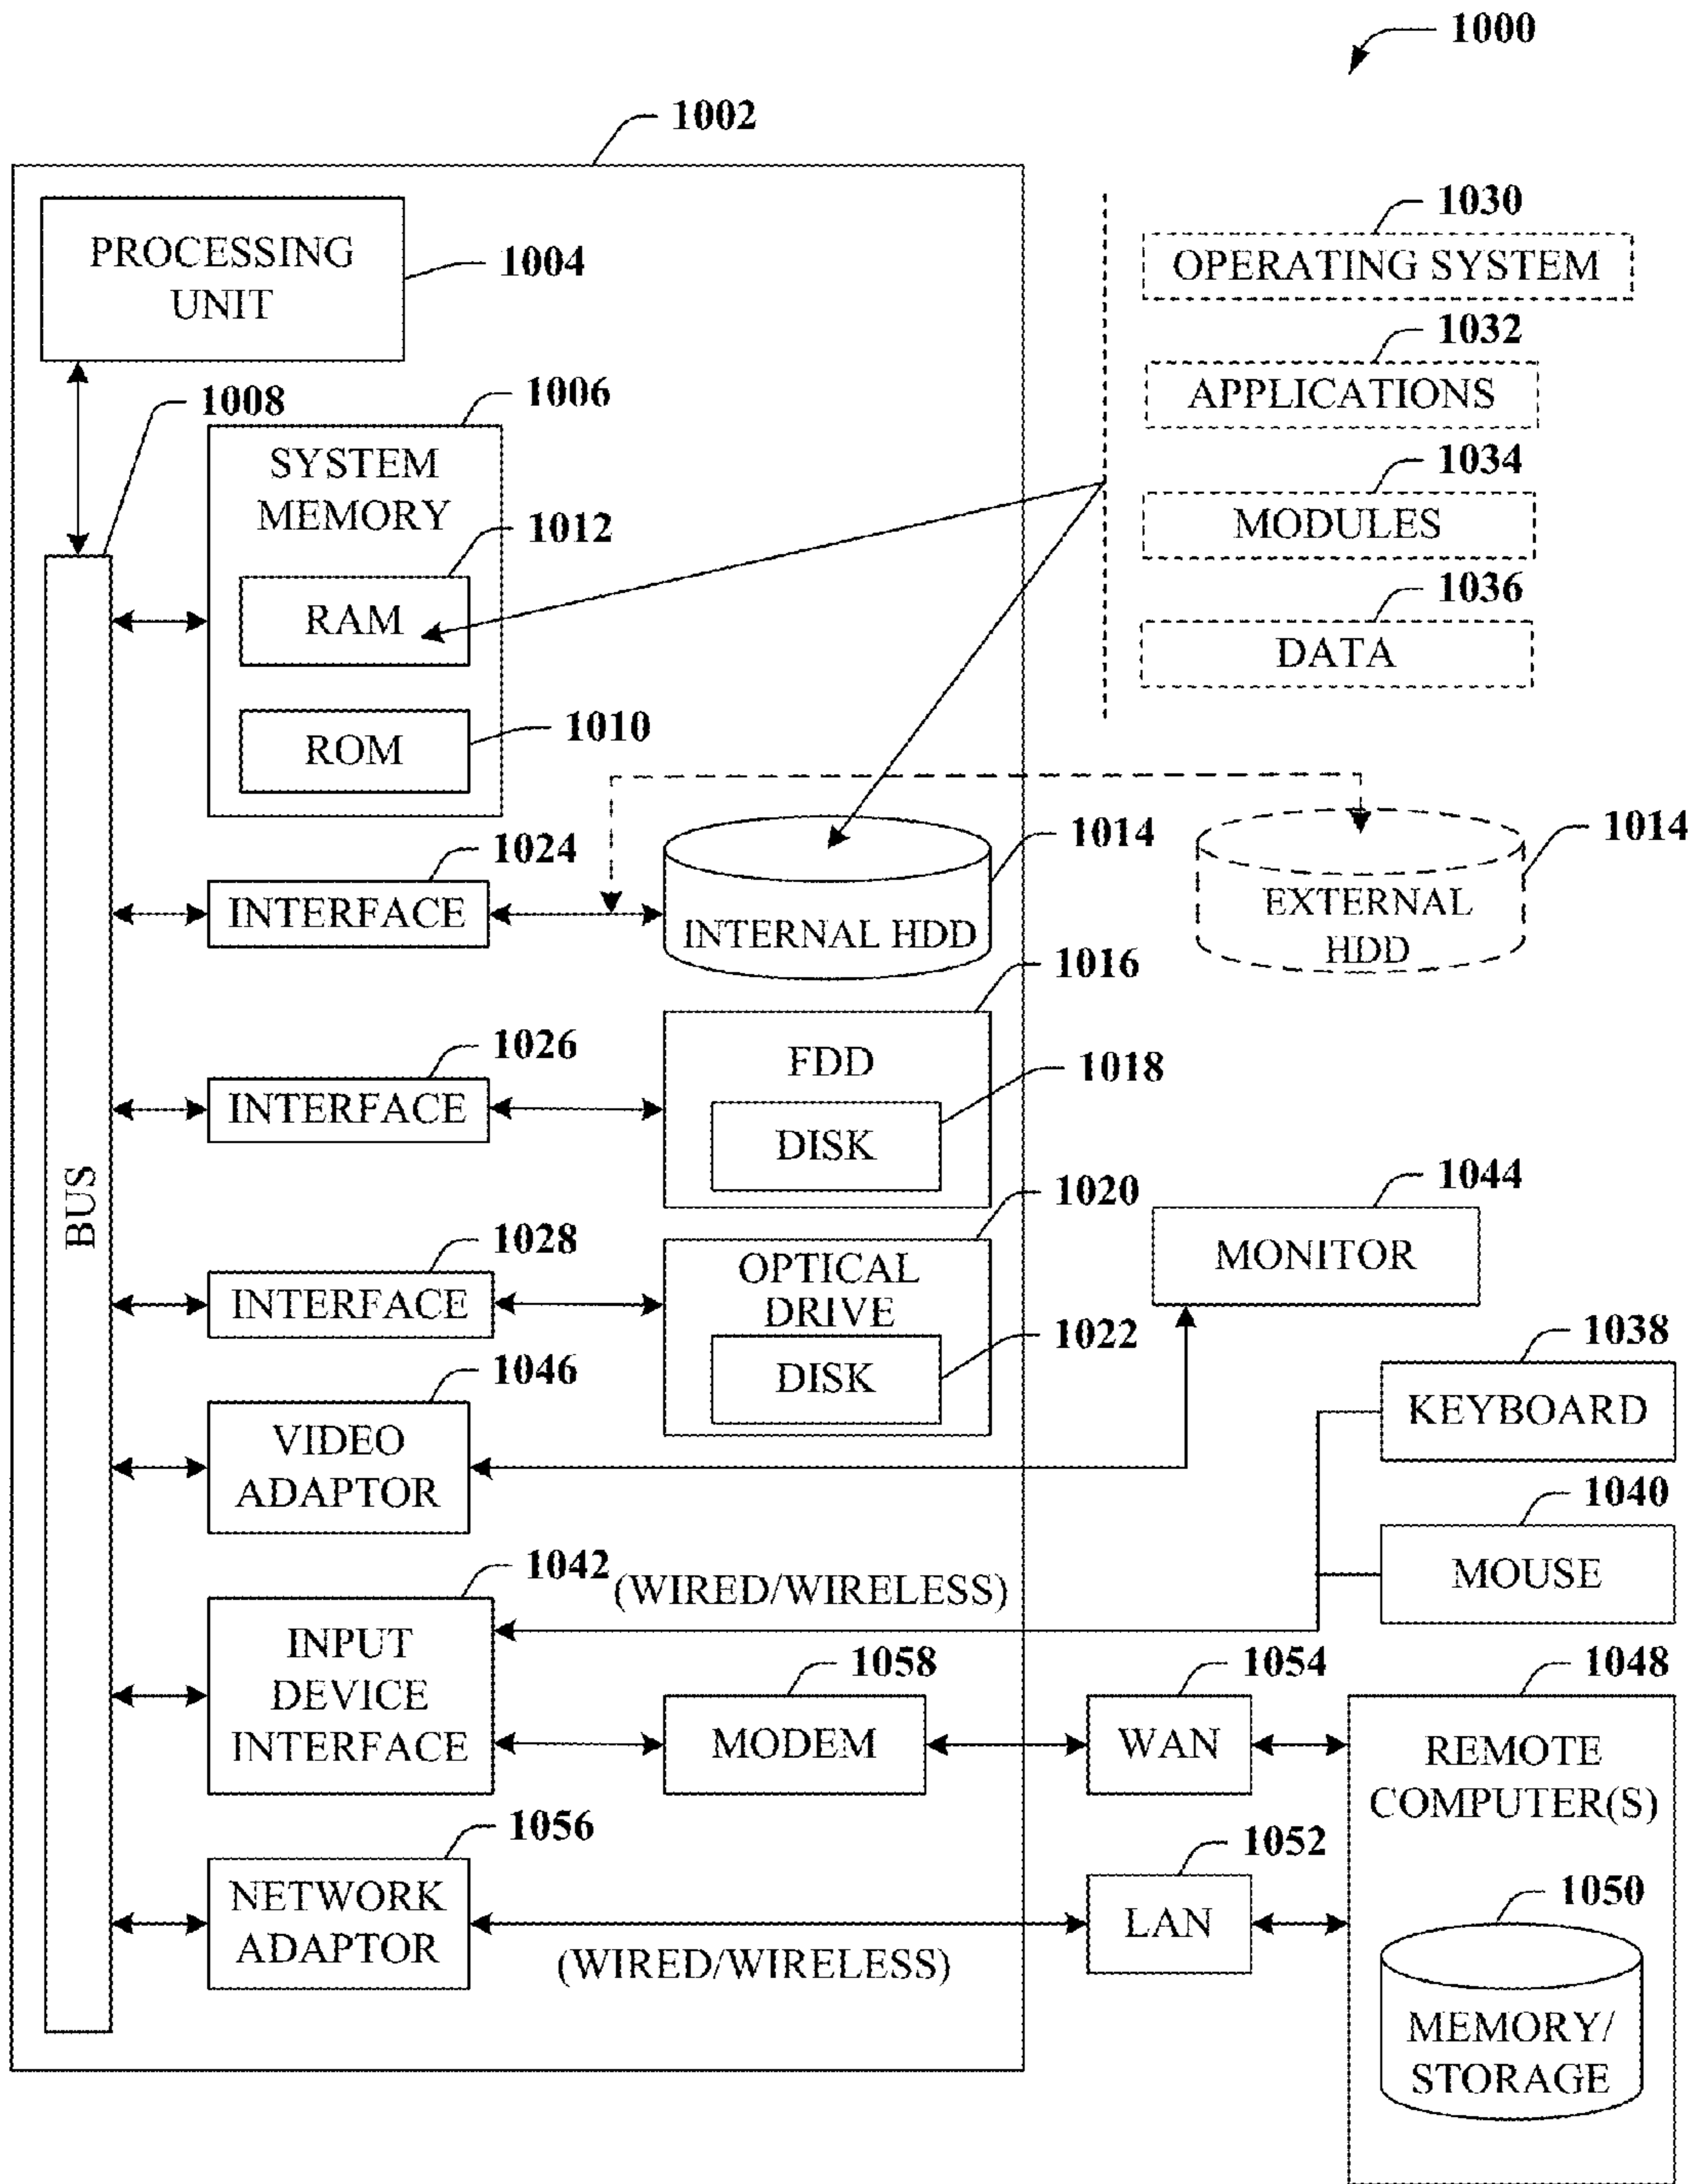 1000
1002
PROCESSING
UNIT
1004
1030
OPERATING SYSTEM
1032
APPLICATIONS
1034
MODULES
1036
DATA
1008
1006
SYSTEM
MEMORY
1012
RAM
1010
ROM
1024
INTERFACE
1014
INTERNAL HDD
1014
EXTERNAL
HDD
1026
INTERFACE
1016
FDD
1018
DISK
BUS
1028
INTERFACE
1020
OPTICAL
DRIVE
1022
DISK
1044
MONITOR
1046
VIDEO
ADAPTOR
1038
KEYBOARD
1040
MOUSE
1042
(WIRED/WIRELESS)
INPUT
DEVICE
INTERFACE
1058
MODEM
1054
WAN
1048
REMOTE
COMPUTER(S)
1056
NETWORK
ADAPTOR
(WIRED/WIRELESS)
1052
LAN
1050
MEMORY/
STORAGE